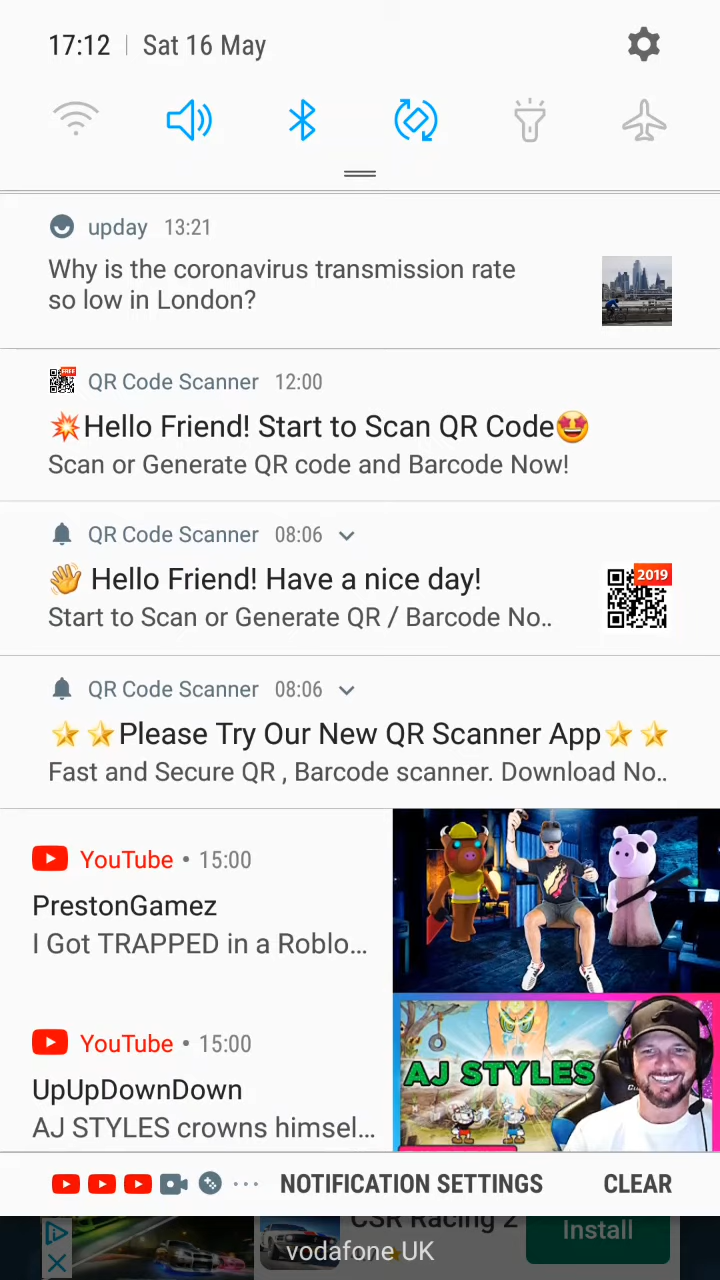 17:12 | Sat 16 May
upday 13:21
Why is the coronavirus transmission rate
so low in London?
FREE
QR Code Scanner 12:00
💥Hello Friend! Start to Scan QR Code🤩
Scan or Generate QR code and Barcode Now!
QR Code Scanner 08:06
👋 Hello Friend! Have a nice day!
2019
Start to Scan or Generate QR / Barcode No..
QR Code Scanner 08:06
⭐⭐Please Try Our New QR Scanner App⭐⭐
Fast and Secure QR , Barcode scanner. Download No..
YouTube • 15:00
PrestonGamez
I Got TRAPPED in a Roblo...
YouTube • 15:00
UpUpDownDown
AJ STYLES crowns himsel...
AJ STYLES
... NOTIFICATION SETTINGS CLEAR
CSR Racing 2
Install
vodafone UK